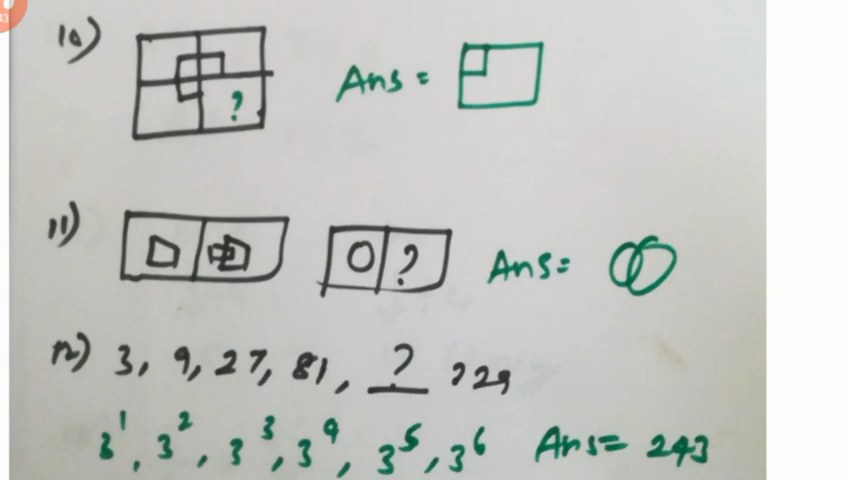 43
10)
? Ans =
11)
? Ans =
12) 3, 9, 27, 81, ? 729
3^1, 3^2, 3^3, 3^4, 3^5, 3^6 Ans = 243